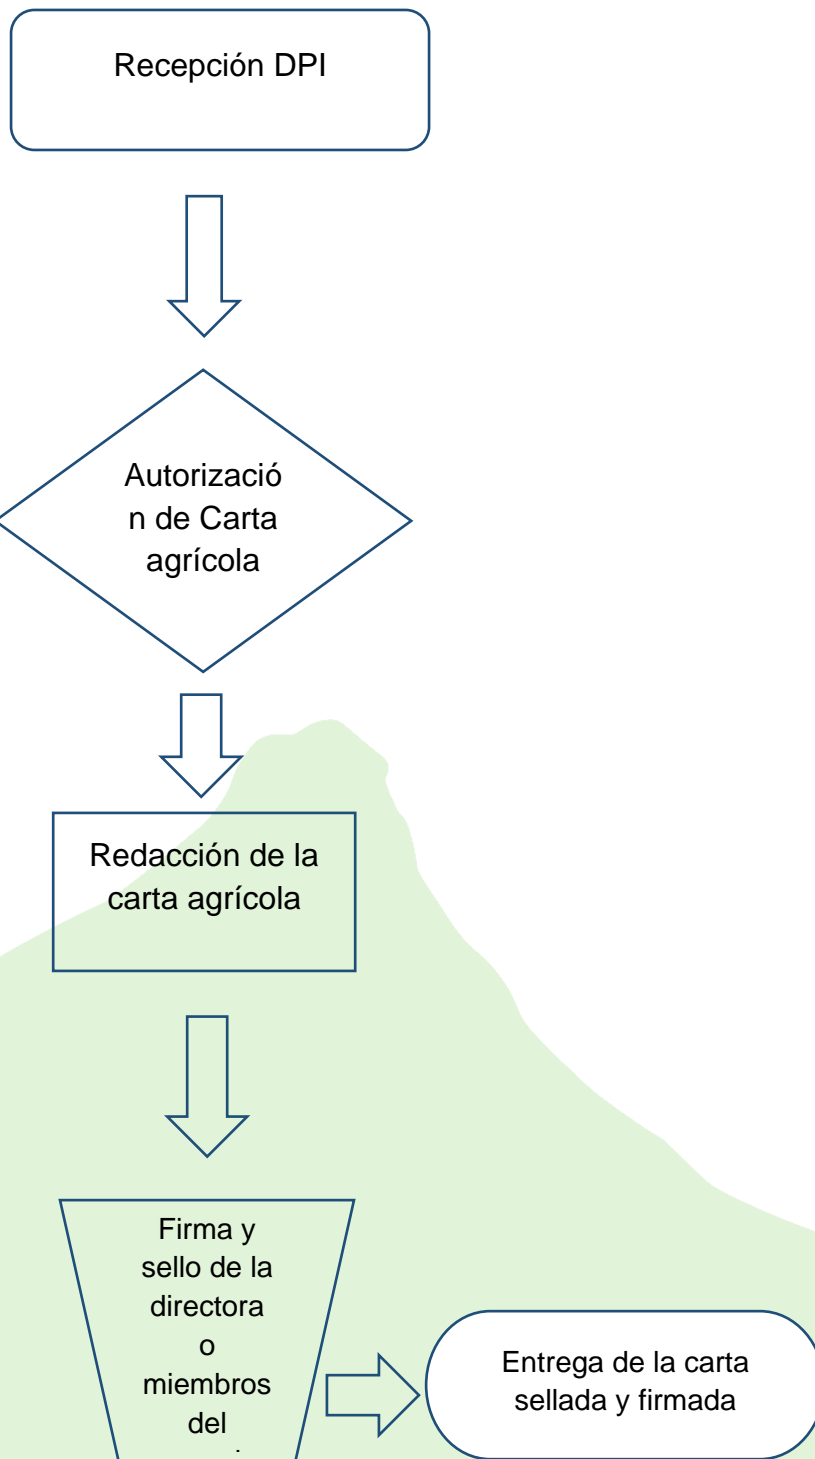 Recepción DPI
Autorizació
n de Carta
agrícola
Redacción de la
carta agrícola
Firma y
sello de la
directora
o
miembros
del
Entrega de la carta
sellada y firmada